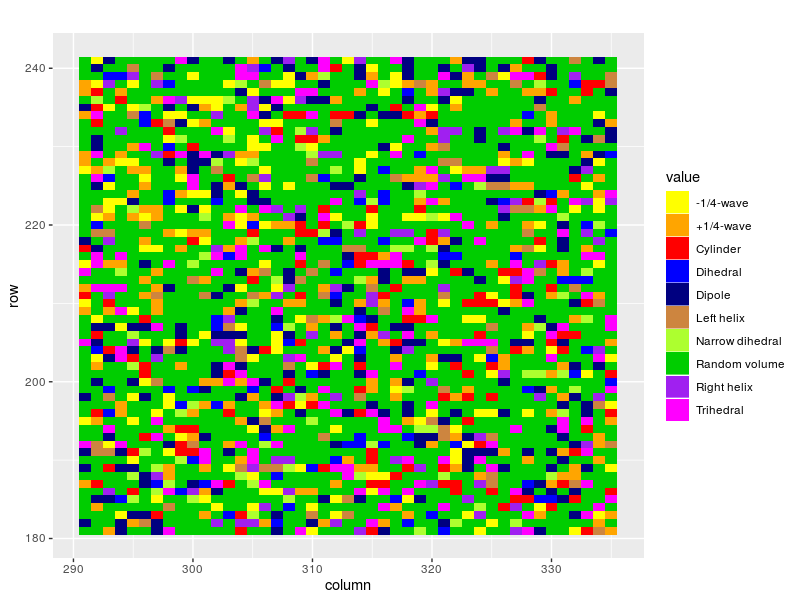 240
220
200
180
row
290
300
310
320
330
column
value
-1/4-wave
+1/4-wave
Cylinder
Dihedral
Dipole
Left helix
Narrow dihedral
Random volume
Right helix
Trihedral